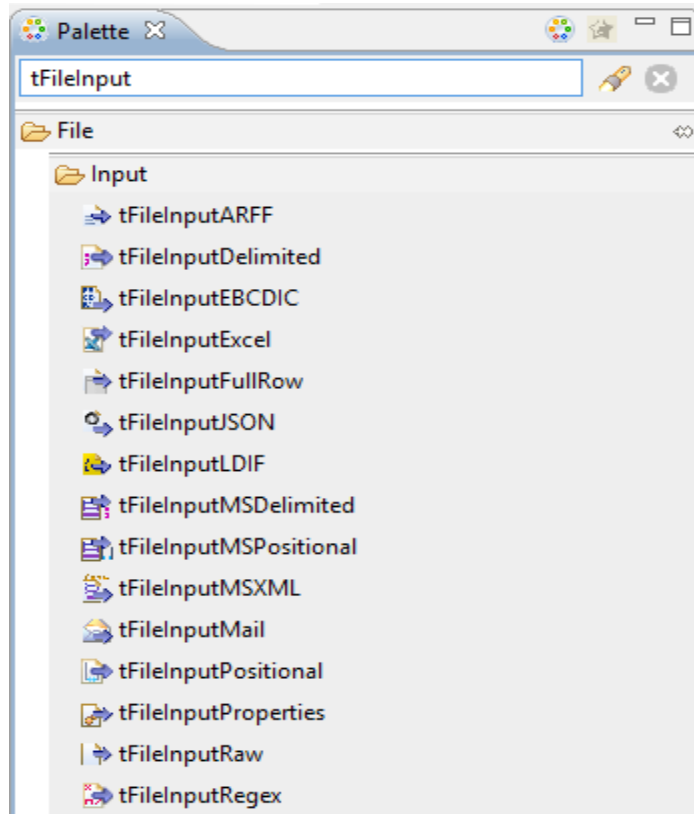 Palette
tFileInput
File
Input
tFileInputARFF
tFileInputDelimited
tFileInputEBCDIC
tFileInputExcel
tFileInputFullRow
tFileInputJSON
tFileInputLDIF
tFileInputMSDelimited
tFileInputMSPositional
tFileInputMSXML
tFileInputMail
tFileInputPositional
tFileInputProperties
tFileInputRaw
tFileInputRegex